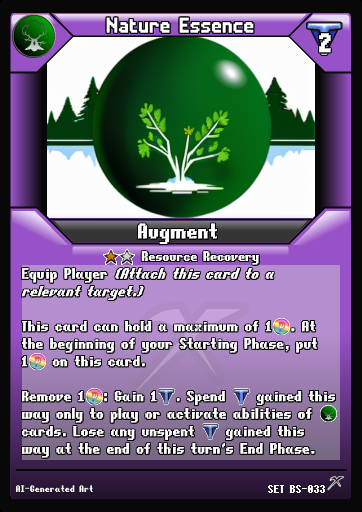 Nature Essence
2
Augment
Resource Recovery
Equip Player (Attach this card to a
relevant target.)
This card can hold a maximum of 1. At
the beginning of your Starting Phase, put
1 on this card.
Remove 1: Gain 1. Spend gained this
way only to play or activate abilities of
cards. Lose any unspent gained this
way at the end of this turn's End Phase.
AI-Generated Art
SET BS-033